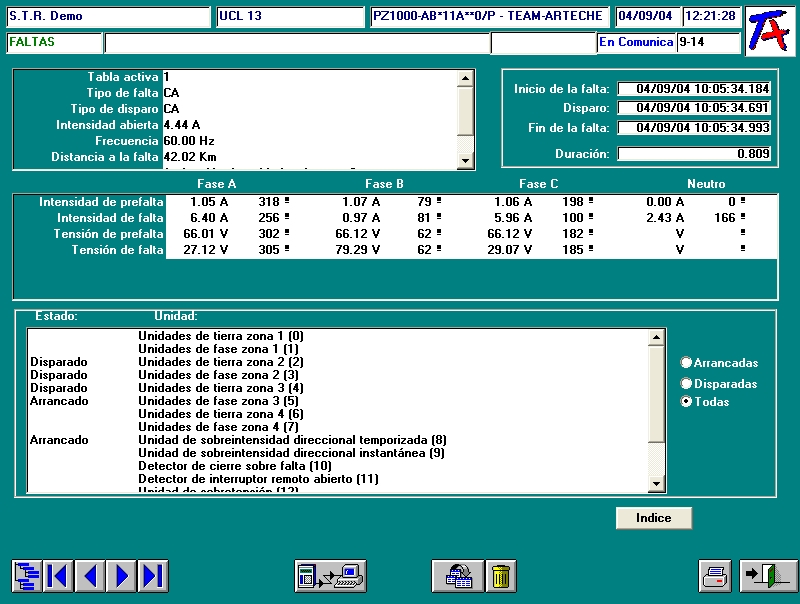 S.T.R. Demo UCL 13 PZ1000-AB*11A**0/P - TEAM-ARTECHE 04/09/04 12:21:28
FALTAS En Comunica 9-14
Tabla activa 1
Tipo de falta CA
Tipo de disparo CA
Intensidad abierta 4.44 A
Frecuencia 60.00 Hz
Distancia a la falta 42.02 Km
Inicio de la falta: 04/09/04 10:05:34.184
Disparo: 04/09/04 10:05:34.691
Fin de la falta: 04/09/04 10:05:34.993
Duración: 0.809
Fase A Fase B Fase C Neutro
Intensidad de prefalta 1.05 A 318 º 1.07 A 79 º 1.06 A 198 º 0.00 A 0 º
Intensidad de falta 6.40 A 256 º 0.97 A 81 º 5.96 A 100 º 2.43 A 166 º
Tensión de prefalta 66.01 V 302 º 66.12 V 62 º 66.12 V 182 º V º
Tensión de falta 27.12 V 305 º 79.29 V 62 º 29.07 V 185 º V º
Estado: Unidad:
Unidades de tierra zona 1 (0)
Unidades de fase zona 1 (1)
Disparado Unidades de tierra zona 2 (2)
Disparado Unidades de fase zona 2 (3)
Disparado Unidades de tierra zona 3 (4)
Arrancado Unidades de fase zona 3 (5)
Unidades de tierra zona 4 (6)
Unidades de fase zona 4 (7)
Arrancado Unidad de sobreintensidad direccional temporizada (8)
Unidad de sobreintensidad direccional instantánea (9)
Detector de cierre sobre falta (10)
Detector de interruptor remoto abierto (11)
Unidad de sobretensión (12)
Arrancadas
Disparadas
Todas
Indice